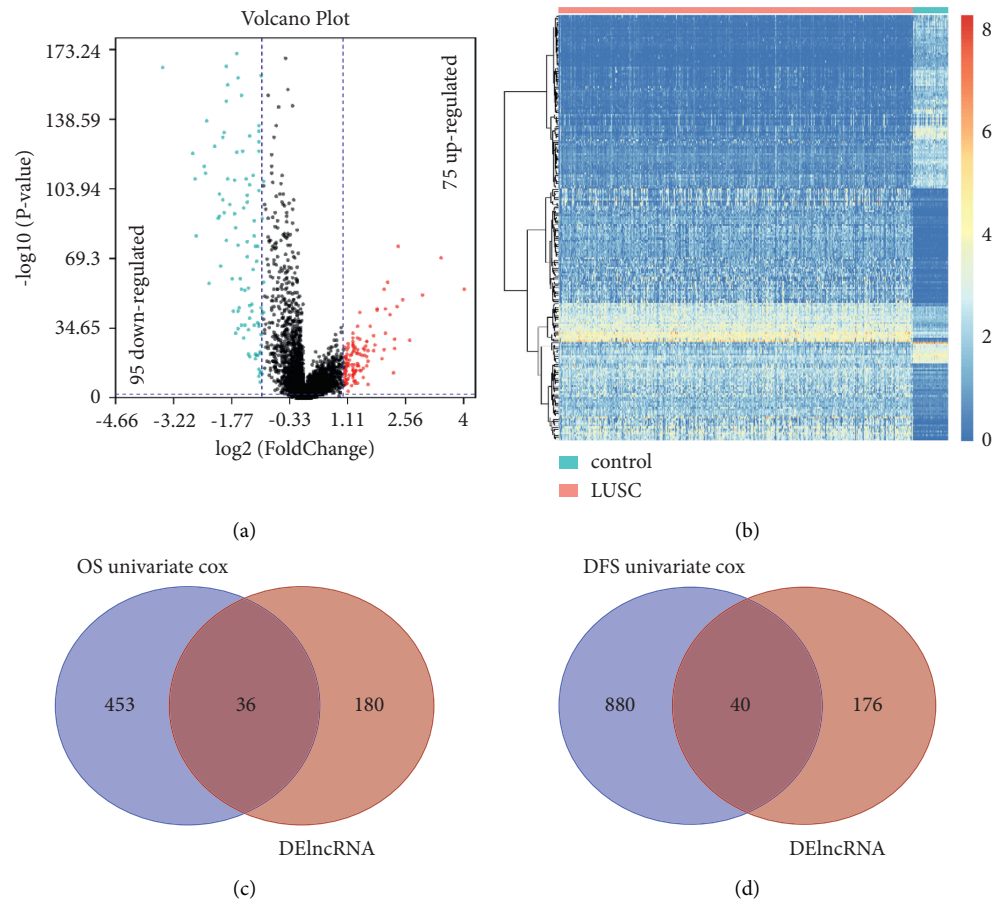 Volcano Plot
173.24
138.59
103.94
69.3
34.65
0
-log10 (P-value)
95 down-regulated
75 up-regulated
-4.66 -3.22 -1.77 -0.33 1.11 2.56 4
log2 (FoldChange)
(a)
8
6
4
2
0
control
LUSC
(b)
OS univariate cox
453 36 180
DElncRNA
(c)
DFS univariate cox
880 40 176
DElncRNA
(d)